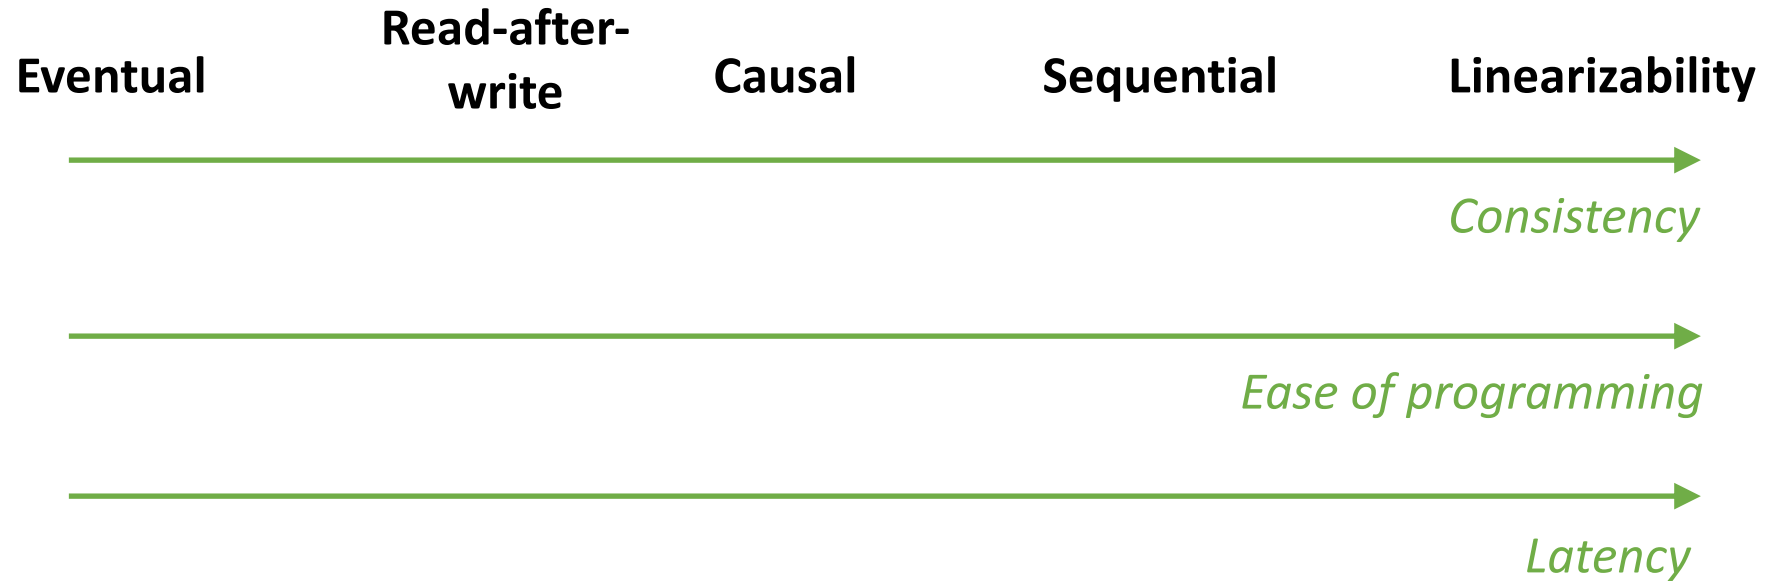 Eventual
Read-after-
write
Causal
Sequential
Linearizability
Consistency
Ease of programming
Latency